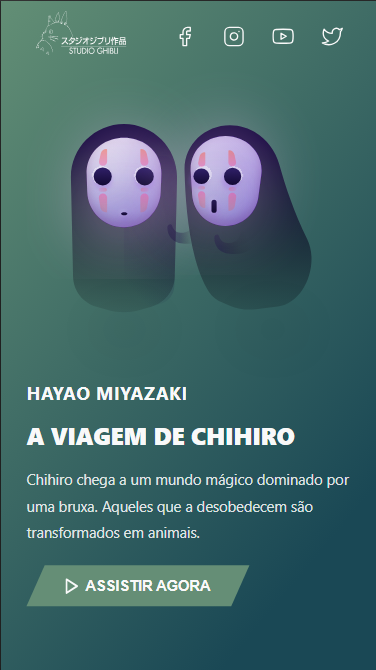 スタジオジブリ作品
STUDIO GHIBLI
HAYAO MIYAZAKI
A VIAGEM DE CHIHIRO
Chihiro chega a um mundo mágico dominado por
uma bruxa. Aqueles que a desobedecem são
transformados em animais.
ASSISTIR AGORA